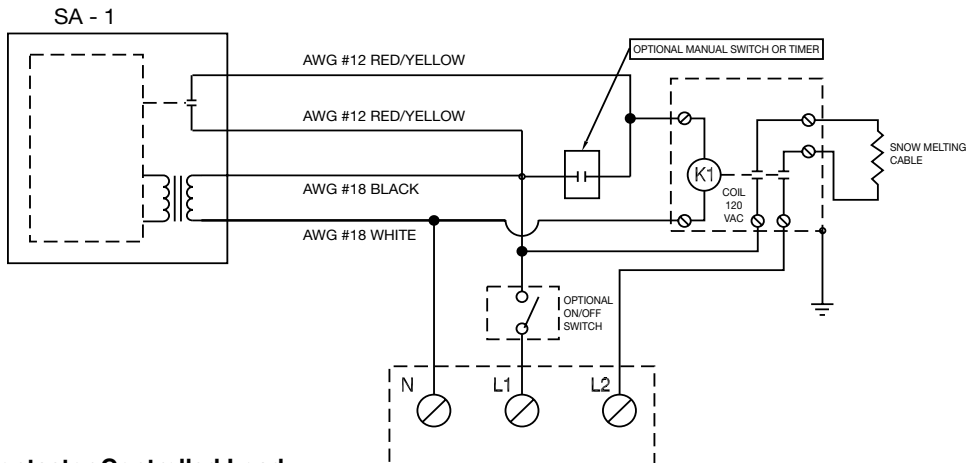 SA - 1
OPTIONAL MANUAL SWITCH OR TIMER
AWG #12 RED/YELLOW
AWG #12 RED/YELLOW
SNOW MELTING
CABLE
K1
AWG #18 BLACK
COIL
120
VAC
AWG #18 WHITE
OPTIONAL
ON/OFF
SWITCH
N
L1
L2